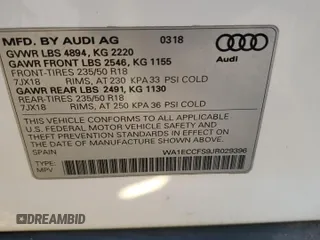 MFD. BY AUDI AG 0318
GVWR LBS 4894, KG 2220
GAWR FRONT LBS 2546, KG 1155
FRONT-TIRES 235/50 R18
7JX18 RIMS, AT 230 KPA 33 PSI COLD
GAWR REAR LBS 2491, KG 1130
REAR-TIRES 235/50 R18
7JX18 RIMS, AT 250 KPA 36 PSI COLD
Audi
THIS VEHICLE CONFORMS TO ALL APPLICABLE U.S.
FEDERAL MOTOR VEHICLE SAFETY BUMPER AND
THEFT PREVENTION STANDARDS IN EFFECT ON THE
DATE OF MANUFACTURE SHOWN ABOVE.
SPAIN
TYPE: WA1ECCFS9JR029396
MPV
© DREAMBID IAAI.COM